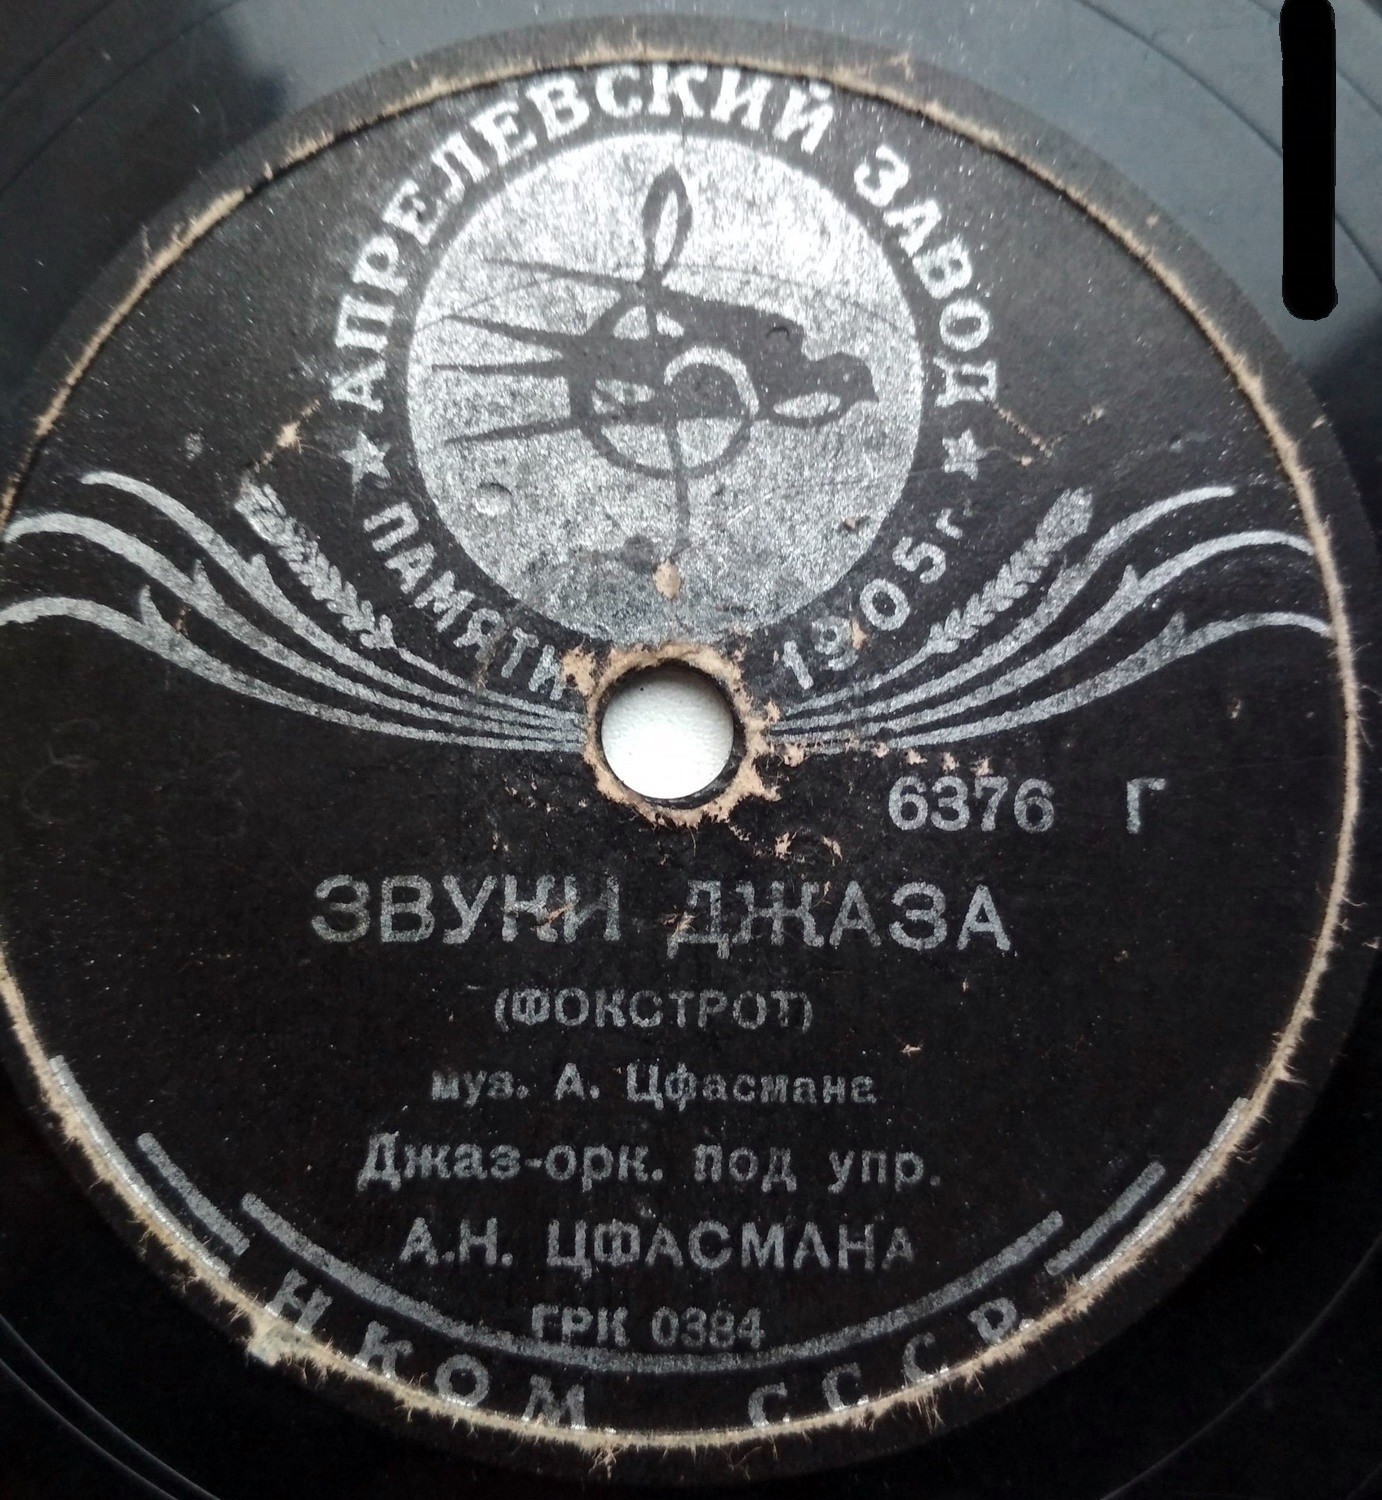 АПРЕЛЕВСКИЙ ЗАВОД
ПАМЯТИ 1905 г.
6376 Г
ЗВУКИ ДЖАЗА
(ФОКСТРОТ)
муз. А. Цфасмана
Джаз-орк. под упр.
А.Н. ЦФАСМАНА
ГРК 0384
НКОМ СССР